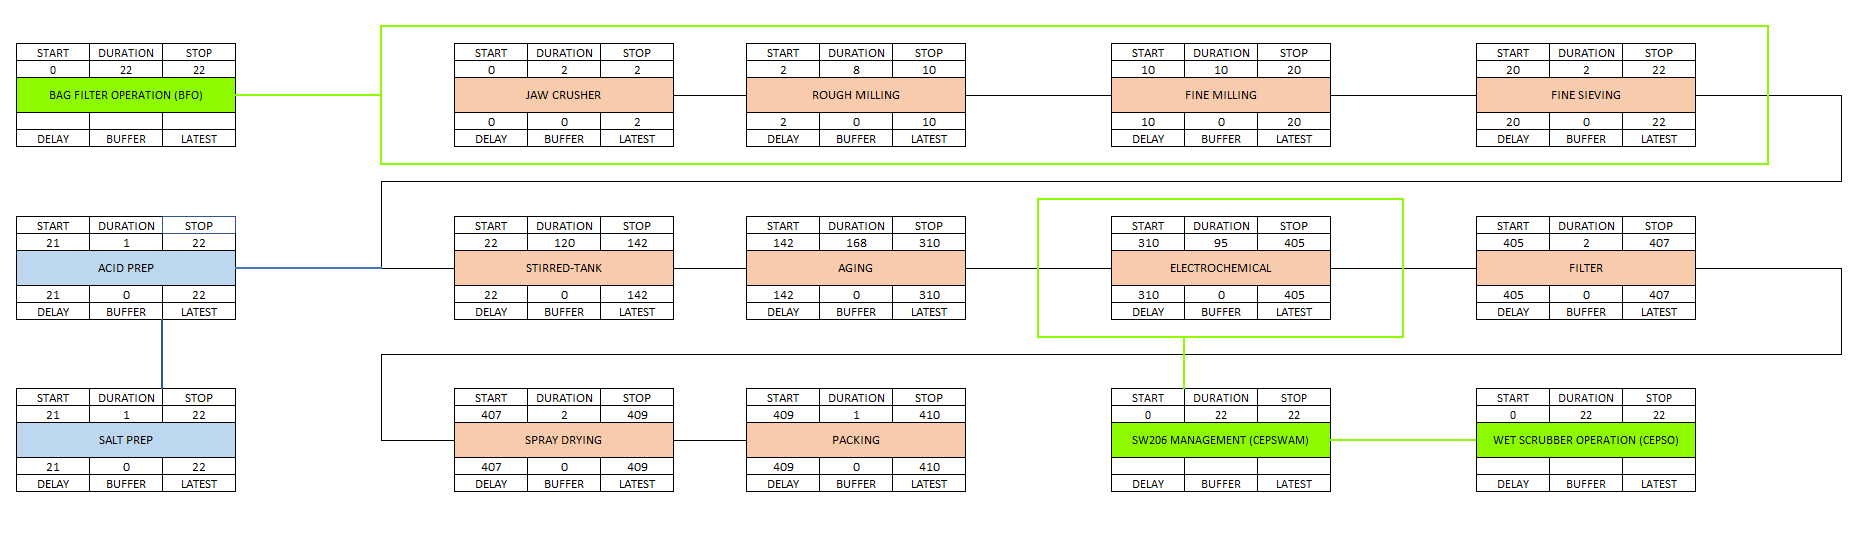 START DURATION STOP START DURATION STOP START DURATION STOP START DURATION STOP START DURATION STOP
0 22 22 0 2 2 2 8 10 10 10 20 20 2 22
BAG FILTER OPERATION (BFO) JAW CRUSHER ROUGH MILLING FINE MILLING FINE SIEVING
0 0 2 2 0 10 10 0 20 20 0 22
DELAY BUFFER LATEST DELAY BUFFER LATEST DELAY BUFFER LATEST DELAY BUFFER LATEST DELAY BUFFER LATEST
START DURATION STOP START DURATION STOP START DURATION STOP START DURATION STOP START DURATION STOP
21 1 22 22 120 142 142 168 310 310 95 405 405 2 407
ACID PREP STIRRED-TANK AGING ELECTROCHEMICAL FILTER
21 0 22 22 0 142 142 0 310 310 0 405 405 0 407
DELAY BUFFER LATEST DELAY BUFFER LATEST DELAY BUFFER LATEST DELAY BUFFER LATEST DELAY BUFFER LATEST
START DURATION STOP START DURATION STOP START DURATION STOP START DURATION STOP START DURATION STOP
21 1 22 407 2 409 409 1 410 0 22 22 0 22 22
SALT PREP SPRAY DRYING PACKING SW206 MANAGEMENT (CEPSWAM) WET SCRUBBER OPERATION (CEPSO)
21 0 22 407 0 409 409 0 410
DELAY BUFFER LATEST DELAY BUFFER LATEST DELAY BUFFER LATEST DELAY BUFFER LATEST DELAY BUFFER LATEST